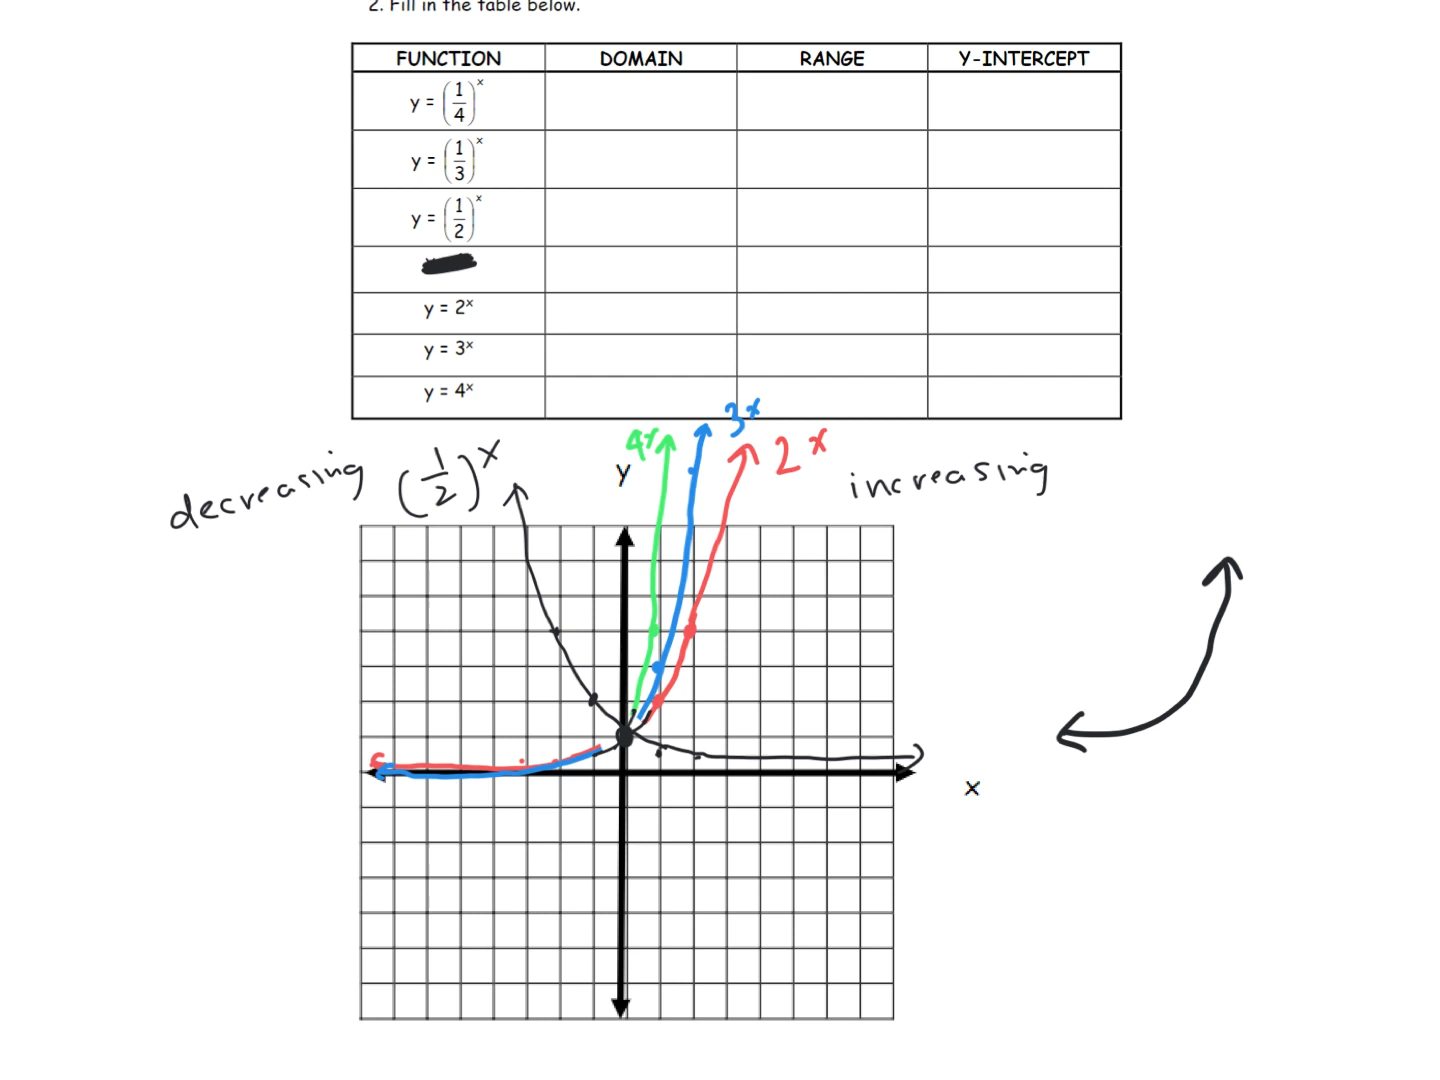 2. Fill in the table below.
FUNCTION DOMAIN RANGE Y-INTERCEPT
y = (1/4)^x
y = (1/3)^x
y = (1/2)^x
y = 2^x
y = 3^x
y = 4^x
3^x
4^x
2^x
decreasing (1/2)^x
y
increasing
x